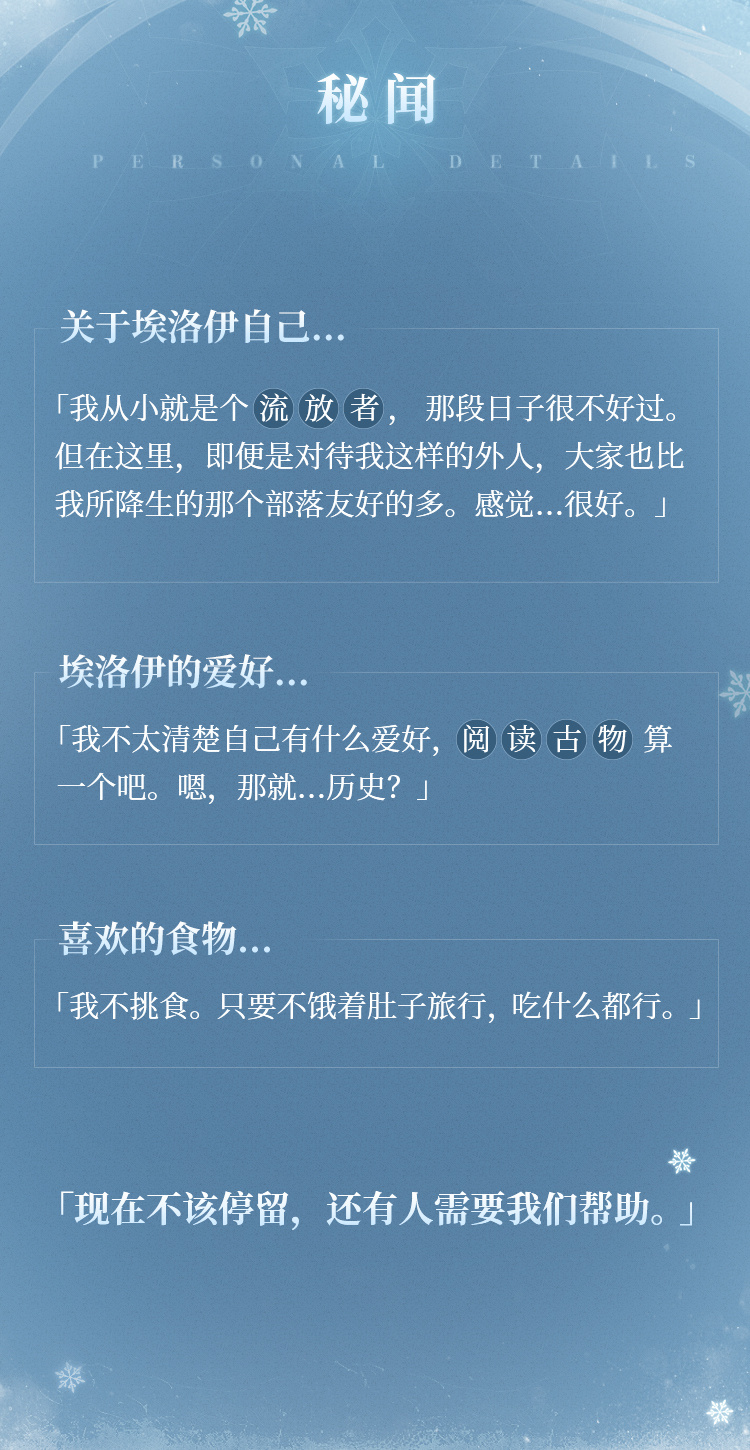 秘闻
PERSONAL DETAILS
关于埃洛伊自己...
「我从小就是个流放者，那段日子很不好过。
但在这里，即便是对待我这样的外人，大家也比
我所降生的那个部落友好的多。感觉...很好。」
埃洛伊的爱好...
「我不太清楚自己有什么爱好，阅读古物算
一个吧。嗯，那就...历史？」
喜欢的食物...
「我不挑食。只要不饿着肚子旅行，吃什么都行。」
「现在不该停留，还有人需要我们帮助。」